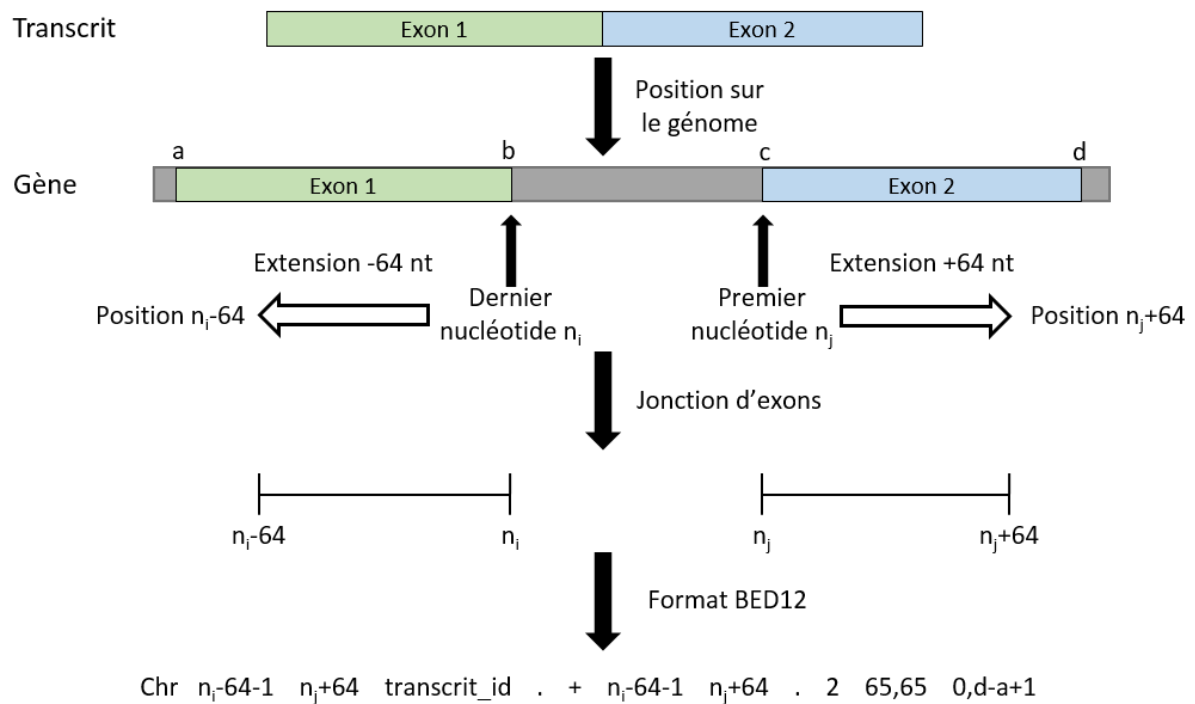 Transcrit
Exon 1
Exon 2
Position sur
le génome
a
b
c
d
Gène
Exon 1
Exon 2
Extension -64 nt
Extension +64 nt
Position nᵢ-64
Dernier
nucléotide nᵢ
Premier
nucléotide nⱼ
Position nⱼ+64
Jonction d'exons
nᵢ-64
nᵢ
nⱼ
nⱼ+64
Format BED12
Chr nᵢ-64-1 nⱼ+64 transcrit_id . + nᵢ-64-1 nⱼ+64 . 2 65,65 0,d-a+1